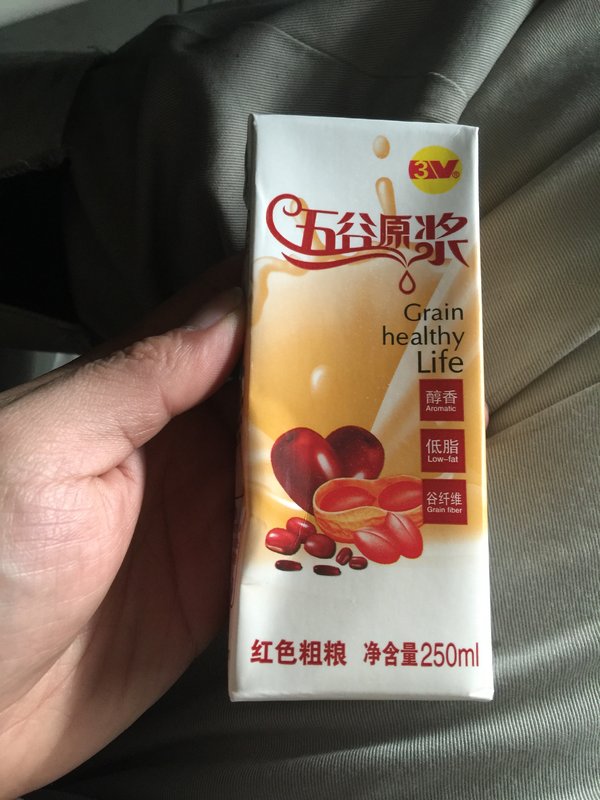 3V®
五谷原浆
Grain
healthy
Life
醇香
Aromatic
低脂
Low-fat
谷纤维
Grain fiber
红色粗粮 净含量250ml